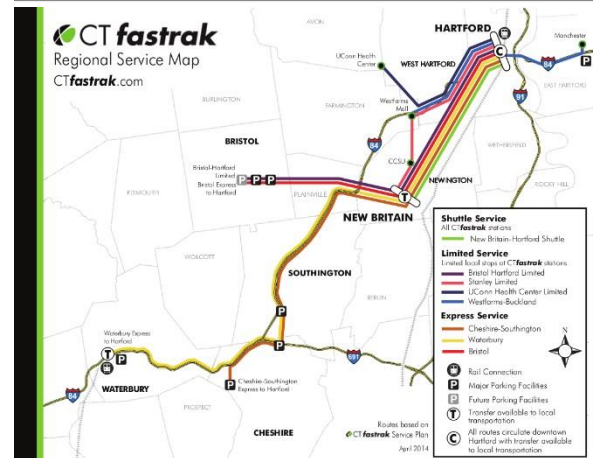 CT fastrak
Regional Service Map
CTfastrak.com
AVON
HARTFORD
Manchester
UConn Health
Center
WEST HARTFORD
C
84
P
EAST HARTFORD
BURLINGTON
FARMINGTON
Westfarms
Mall
91
BRISTOL
84
CCSU
WETHERSFIELD
Bristol-Hartford
Limited
Bristol Express
to Hartford
P P P
NEWINGTON
ROCKY HILL
PLYMOUTH
PLAINVILLE
T
NEW BRITAIN
WOLCOTT
SOUTHINGTON
BERLIN
P
Waterbury Express
to Hartford
T
P
P
691
84
WATERBURY
P
Cheshire-Southington
Express to Hartford
PROSPECT
CHESHIRE
Routes based on
CTfastrak Service Plan
April 2014
Shuttle Service
All CTfastrak stations
New Britain-Hartford Shuttle
Limited Service
Limited local stops at CTfastrak stations
Bristol Hartford Limited
Stanley Limited
UConn Health Center Limited
Westfarms-Buckland
Express Service
Cheshire-Southington
Waterbury
Bristol
N
Rail Connection
P Major Parking Facilities
P Future Parking Facilities
T Transfer available to local
transportation
C All routes circulate downtown
Hartford with transfer available
to local transportation